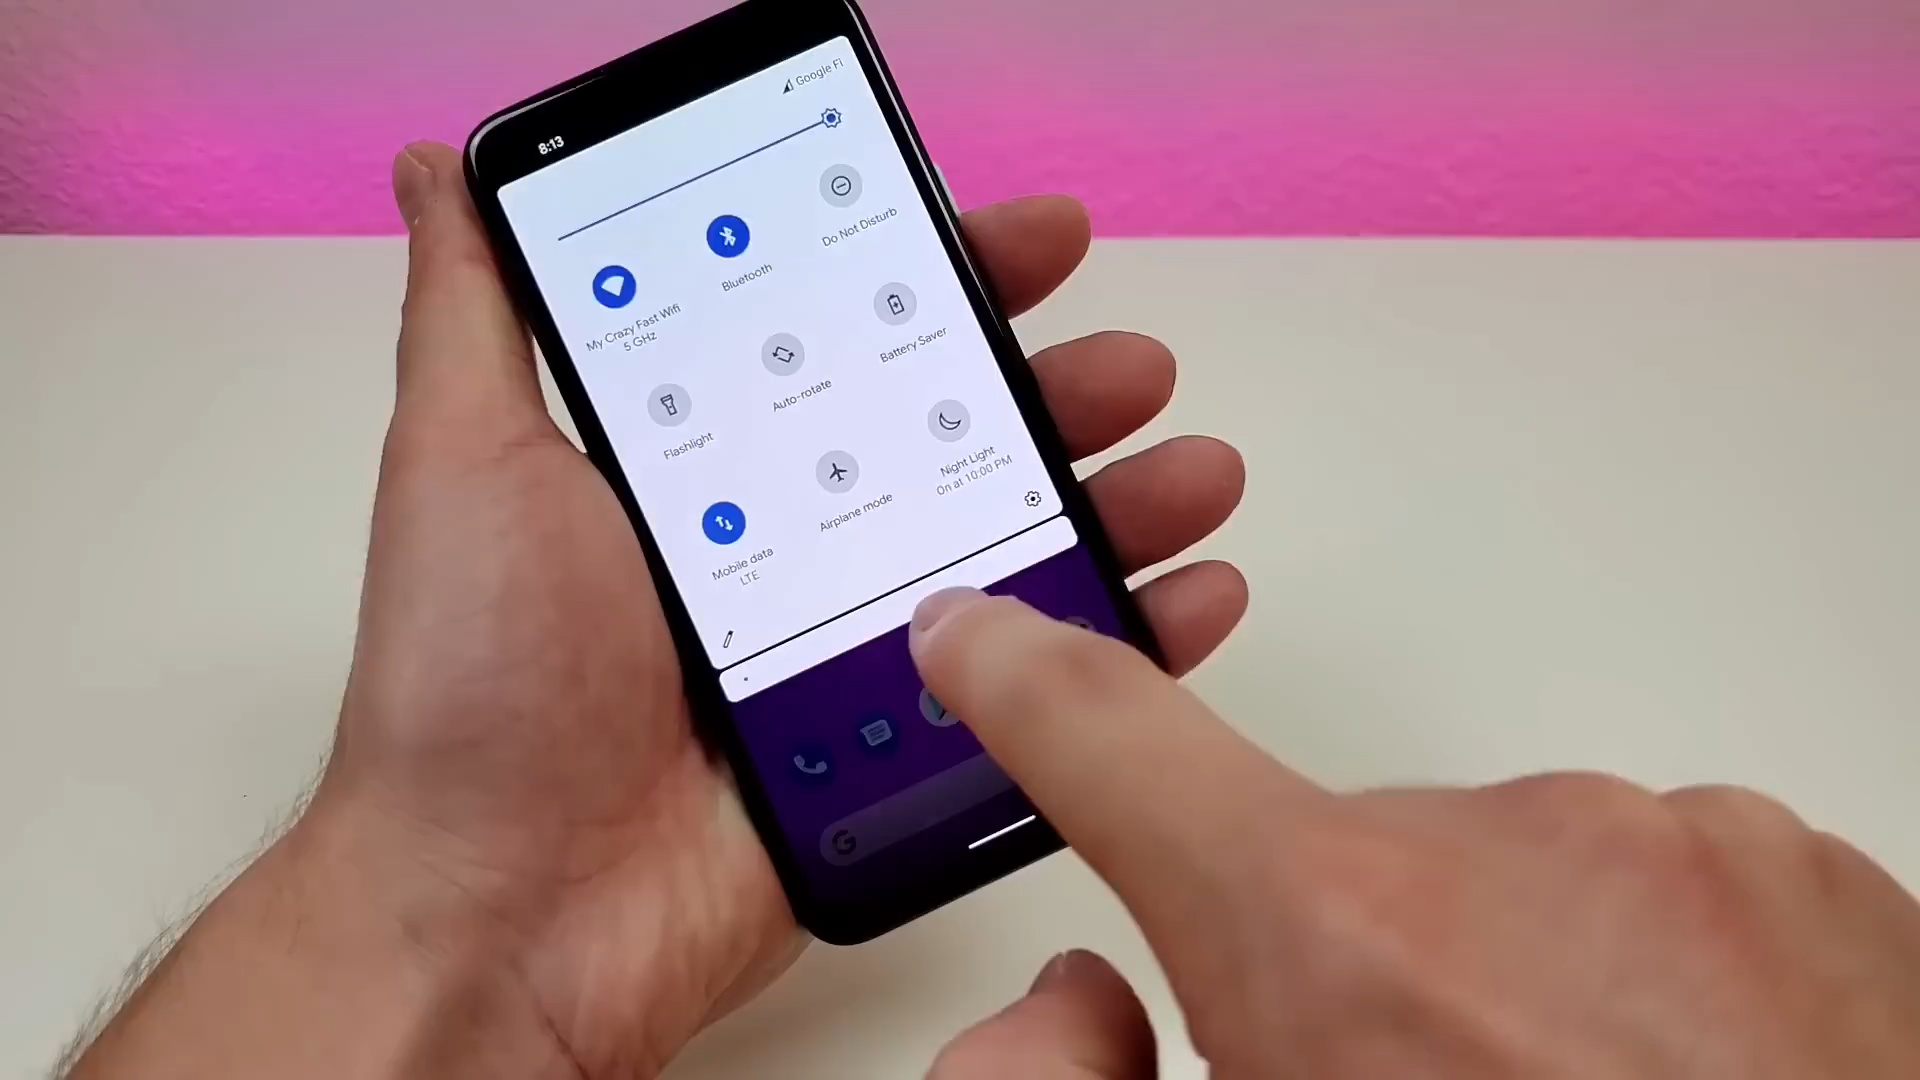 8:13
Google Fi
My Crazy Fast Wifi
5 GHz
Bluetooth
Do Not Disturb
Flashlight
Auto-rotate
Battery Saver
Mobile data
LTE
Airplane mode
Night Light
On at 10:00 PM
G